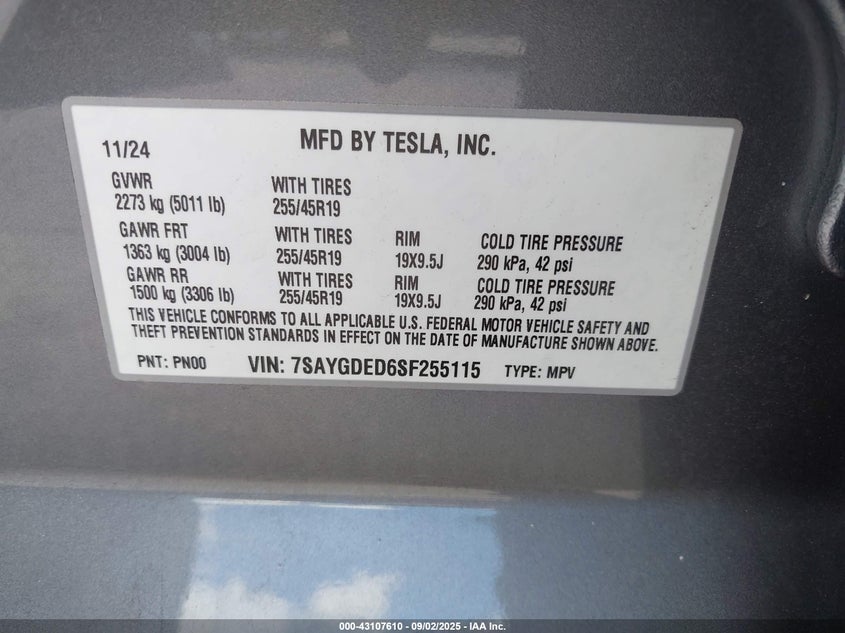 11/24
MFD BY TESLA, INC.
GVWR
2273 kg (5011 lb)
WITH TIRES
255/45R19
GAWR FRT
1363 kg (3004 lb)
WITH TIRES
255/45R19
RIM
19X9.5J
COLD TIRE PRESSURE
290 kPa, 42 psi
GAWR RR
1500 kg (3306 lb)
WITH TIRES
255/45R19
RIM
19X9.5J
COLD TIRE PRESSURE
290 kPa, 42 psi
THIS VEHICLE CONFORMS TO ALL APPLICABLE U.S. FEDERAL MOTOR VEHICLE SAFETY AND
THEFT PREVENTION STANDARDS IN EFFECT ON THE DATE OF MANUFACTURE SHOWN ABOVE.
PNT: PN00 VIN: 7SAYGDED6SF255115 TYPE: MPV
000-43107610 - 09/02/2025 - IAA Inc.